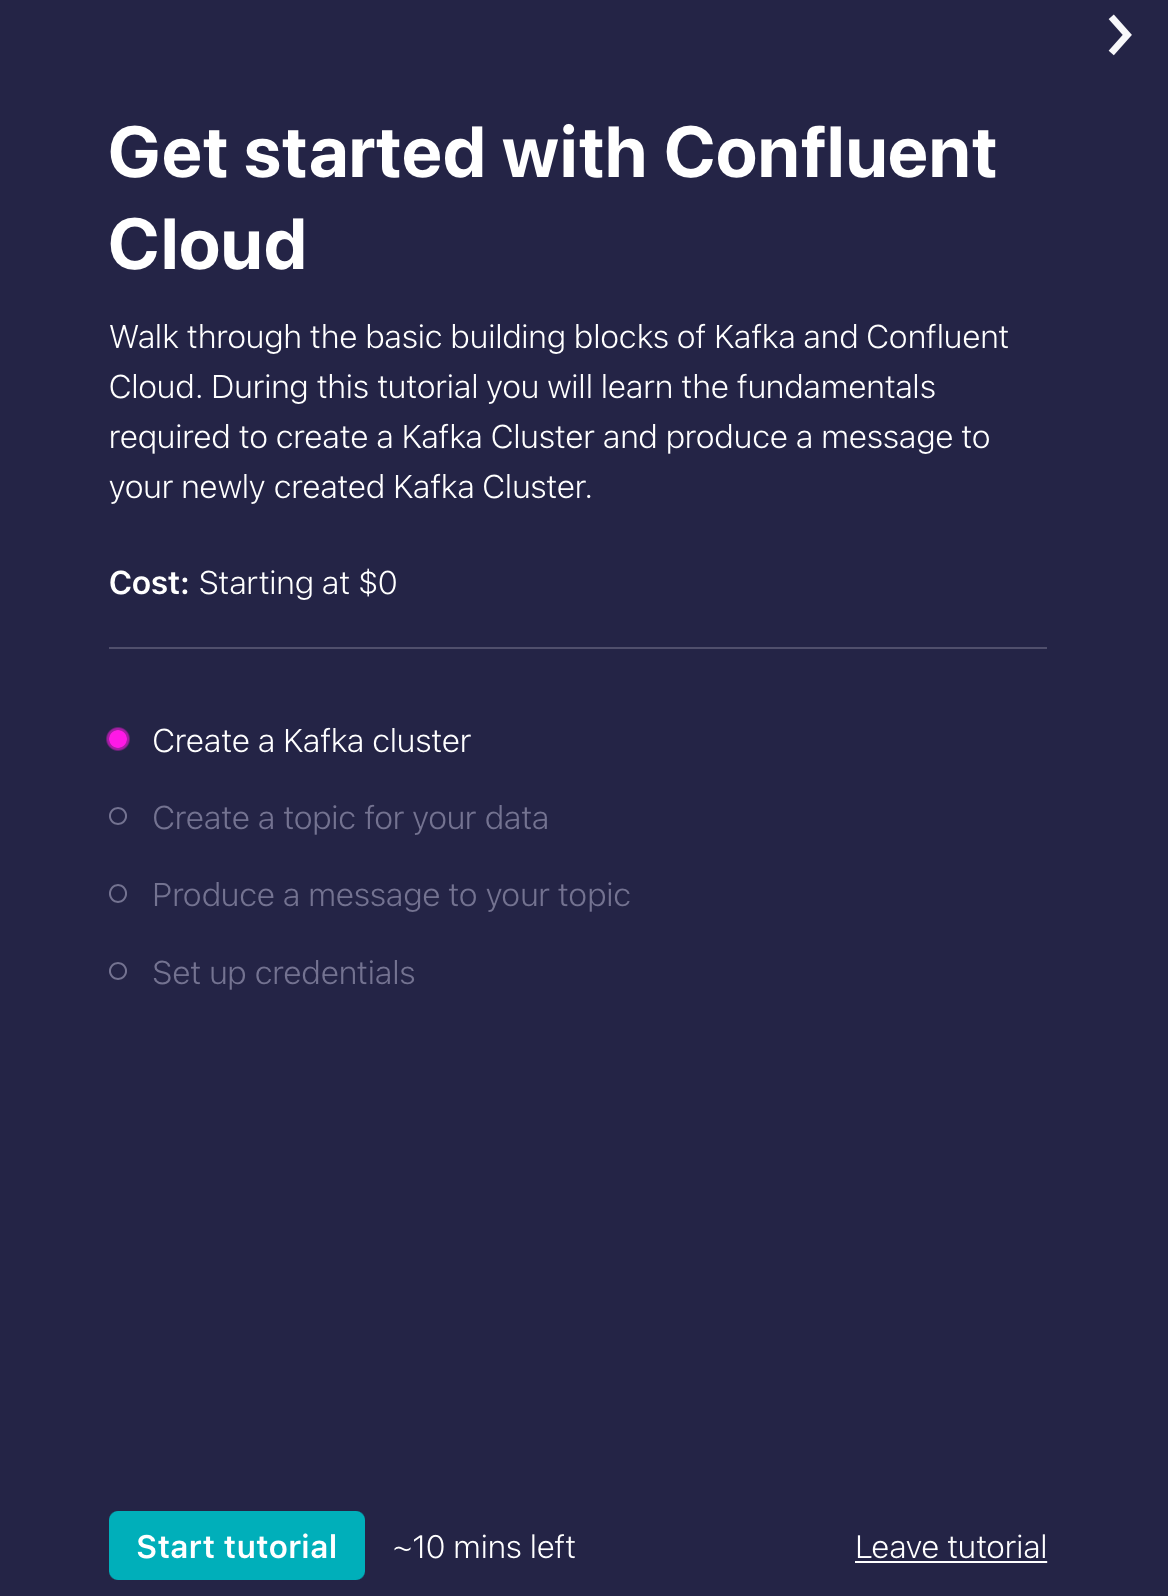 Get started with Confluent
Cloud
Walk through the basic building blocks of Kafka and Confluent
Cloud. During this tutorial you will learn the fundamentals
required to create a Kafka Cluster and produce a message to
your newly created Kafka Cluster.
Cost: Starting at $0
Create a Kafka cluster
Create a topic for your data
Produce a message to your topic
Set up credentials
Start tutorial ~10 mins left Leave tutorial